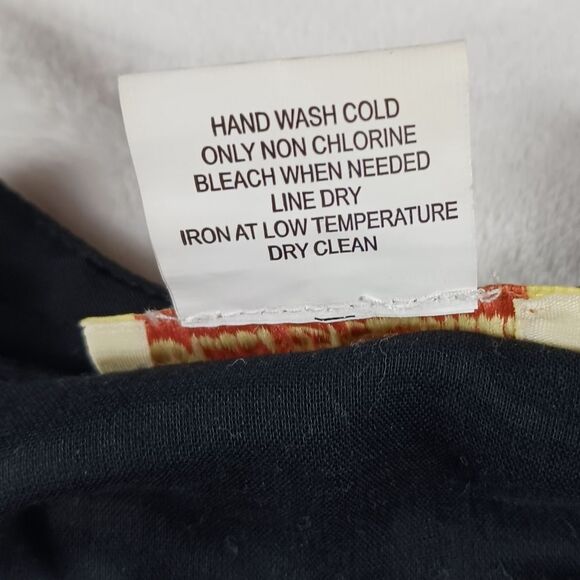 HAND WASH COLD
ONLY NON CHLORINE
BLEACH WHEN NEEDED
LINE DRY
IRON AT LOW TEMPERATURE
DRY CLEAN